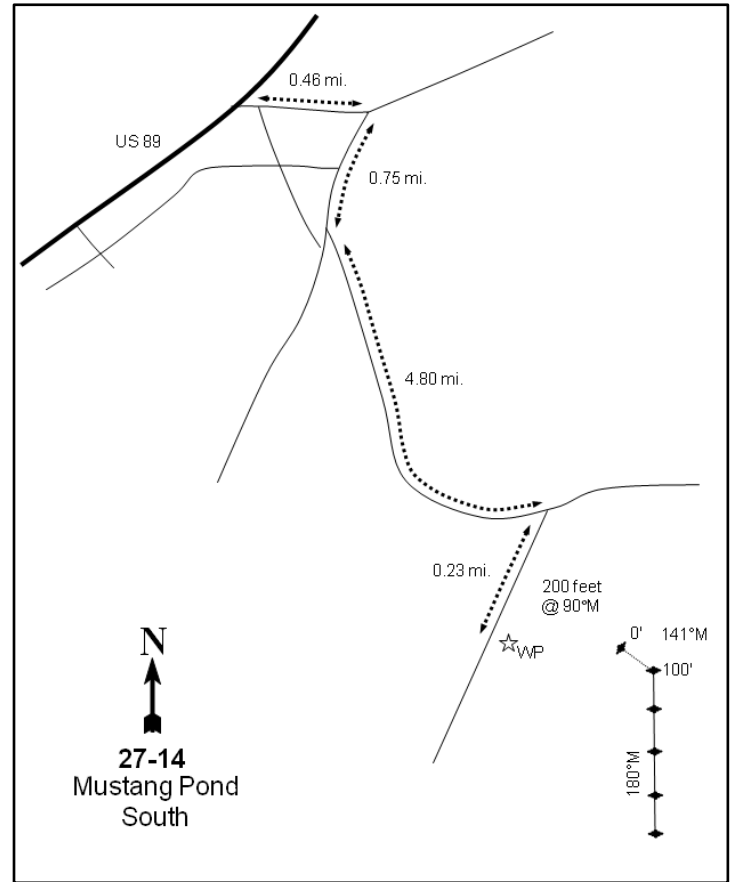 0.46 mi.
US 89
0.75 mi.
4.80 mi.
0.23 mi.
200 feet
@ 90°M
WP
0' 141°M
100'
180°M
N
27-14
Mustang Pond
South